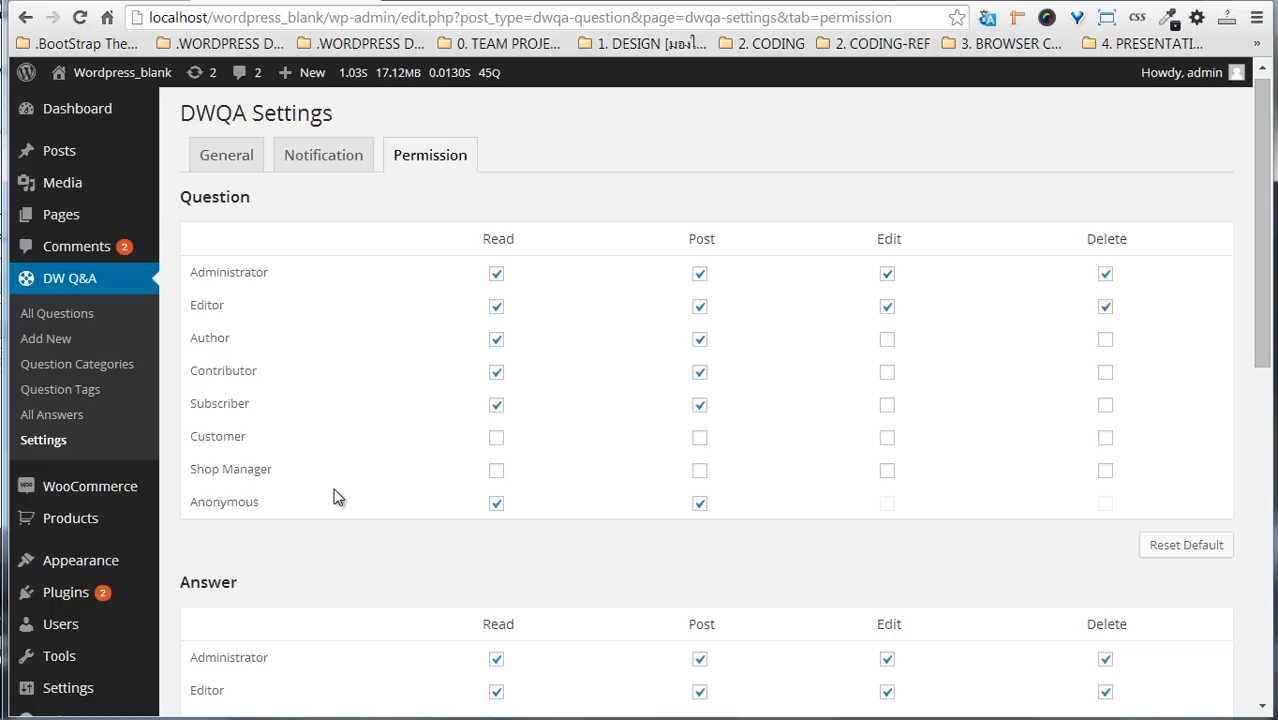 localhost/wordpress_blank/wp-admin/edit.php?post_type=dwqa-question&page=dwqa-settings&tab=permission
CSS
.BootStrap The...
.WORDPRESS D...
.WORDPRESS D...
0. TEAM PROJE...
1. DESIGN [มองไ...
2. CODING
2. CODING-REF
3. BROWSER C...
4. PRESENTATI...
»
Wordpress_blank
2
2
New
1.03S 17.12MB 0.0130S 45Q
Howdy, admin
Dashboard
Posts
Media
Pages
Comments 2
DW Q&A
All Questions
Add New
Question Categories
Question Tags
All Answers
Settings
WooCommerce
Products
Appearance
Plugins 2
Users
Tools
Settings
DWQA Settings
General
Notification
Permission
Question
Read Post Edit Delete
Administrator
Editor
Author
Contributor
Subscriber
Customer
Shop Manager
Anonymous
Reset Default
Answer
Read Post Edit Delete
Administrator
Editor